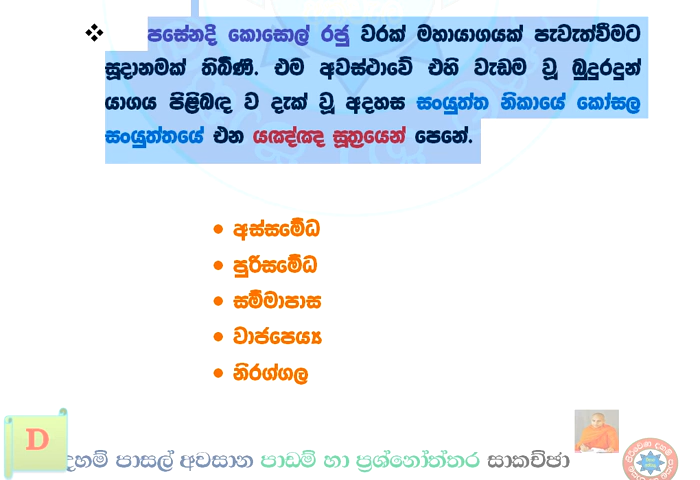 ❖ පසේනදි කොසොල් රජු වරක් මහායාගයක් පැවැත්වීමට
සූදානමක් තිබිණි. එම අවස්ථාවේ එහි වැඩම වූ බුදුරදුන්
යාගය පිළිබඳ ව දැක් වූ අදහස සංයුත්ත නිකායේ කෝසල
සංයුත්තයේ එන යඤ්ඤ සූත්‍රයෙන් පෙනේ.
• අස්සමේධ
• පුරිසමේධ
• සම්මාපාස
• වාජපෙය්‍ය
• නිරග්ගල
D දහම් පාසල් අවසාන පාඩම් හා ප්‍රශ්නෝත්තර සාකච්ඡා